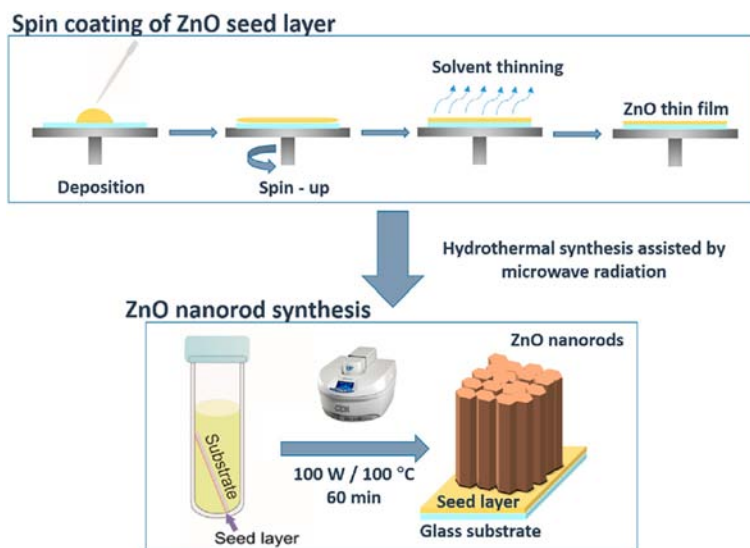 Spin coating of ZnO seed layer
Solvent thinning
ZnO thin film
Deposition
Spin - up
Hydrothermal synthesis assisted by
microwave radiation
ZnO nanorod synthesis
ZnO nanorods
Substrate
100 W / 100 °C
60 min
Seed layer
Seed layer
Glass substrate